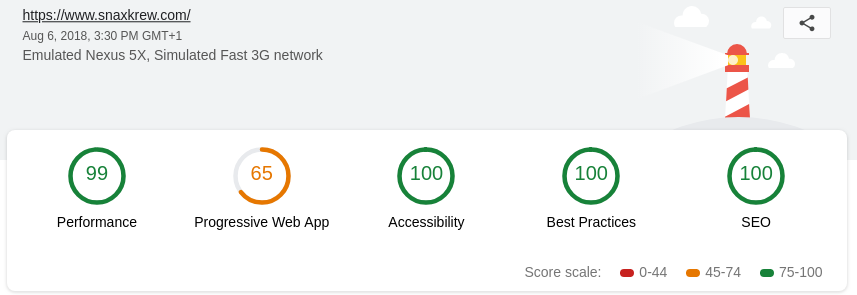 https://www.snaxkrew.com/
Aug 6, 2018, 3:30 PM GMT+1
Emulated Nexus 5X, Simulated Fast 3G network
99 65 100 100 100
Performance Progressive Web App Accessibility Best Practices SEO
Score scale: 0-44 45-74 75-100